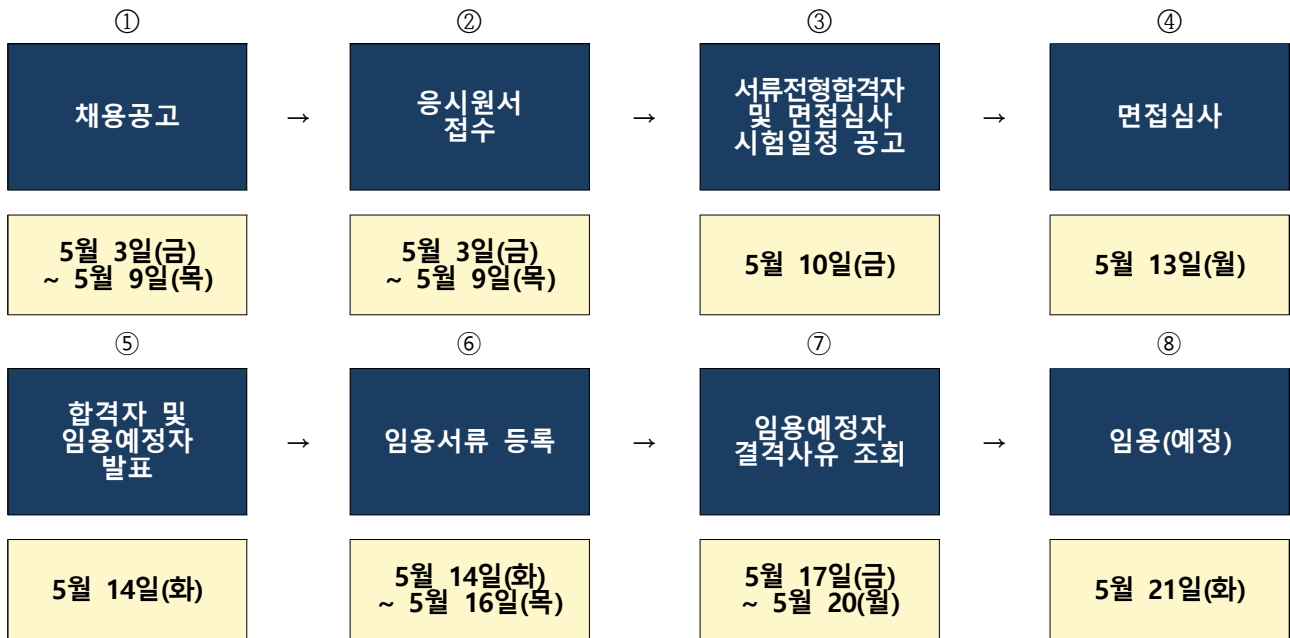 ①
②
③
④
채용공고
→
응시원서
접수
→
서류전형합격자
및 면접심사
시험일정 공고
→
면접심사
5월 3일(금)
~ 5월 9일(목)
5월 3일(금)
~ 5월 9일(목)
5월 10일(금)
5월 13일(월)
⑤
⑥
⑦
⑧
합격자 및
임용예정자
발표
→
임용서류 등록
→
임용예정자
결격사유 조회
→
임용(예정)
5월 14일(화)
5월 14일(화)
~ 5월 16일(목)
5월 17일(금)
~ 5월 20(월)
5월 21일(화)